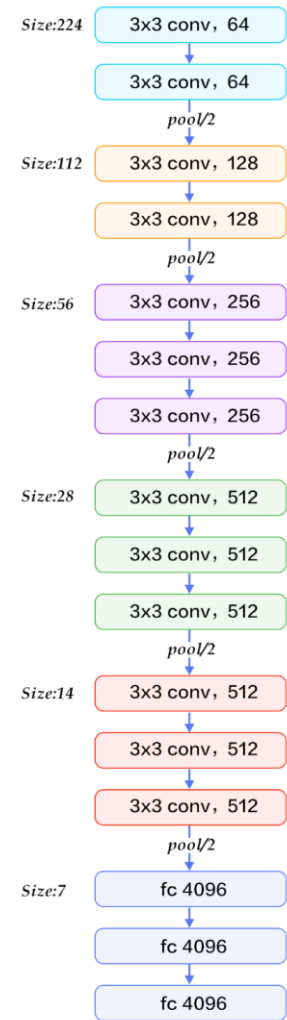 Size:224 3x3 conv, 64
3x3 conv, 64
pool/2
Size:112 3x3 conv, 128
3x3 conv, 128
pool/2
Size:56 3x3 conv, 256
3x3 conv, 256
3x3 conv, 256
pool/2
Size:28 3x3 conv, 512
3x3 conv, 512
3x3 conv, 512
pool/2
Size:14 3x3 conv, 512
3x3 conv, 512
3x3 conv, 512
pool/2
Size:7 fc 4096
fc 4096
fc 4096